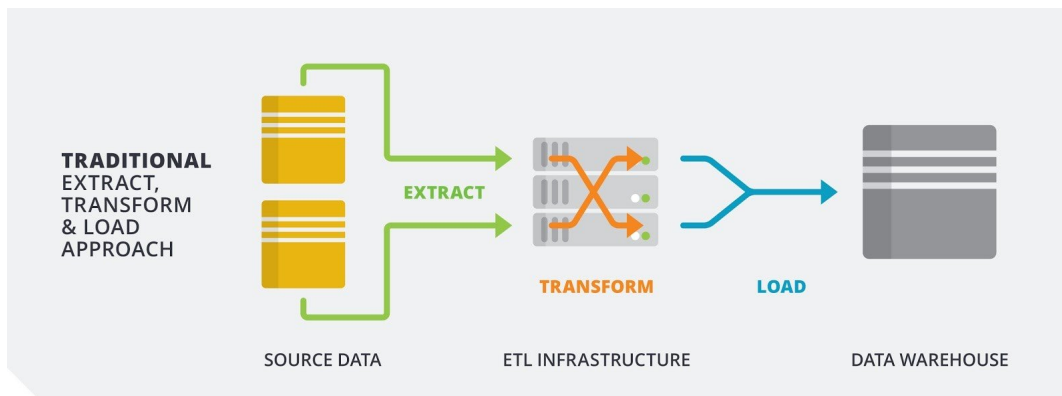 TRADITIONAL
EXTRACT,
TRANSFORM
& LOAD
APPROACH
EXTRACT
TRANSFORM
LOAD
SOURCE DATA
ETL INFRASTRUCTURE
DATA WAREHOUSE